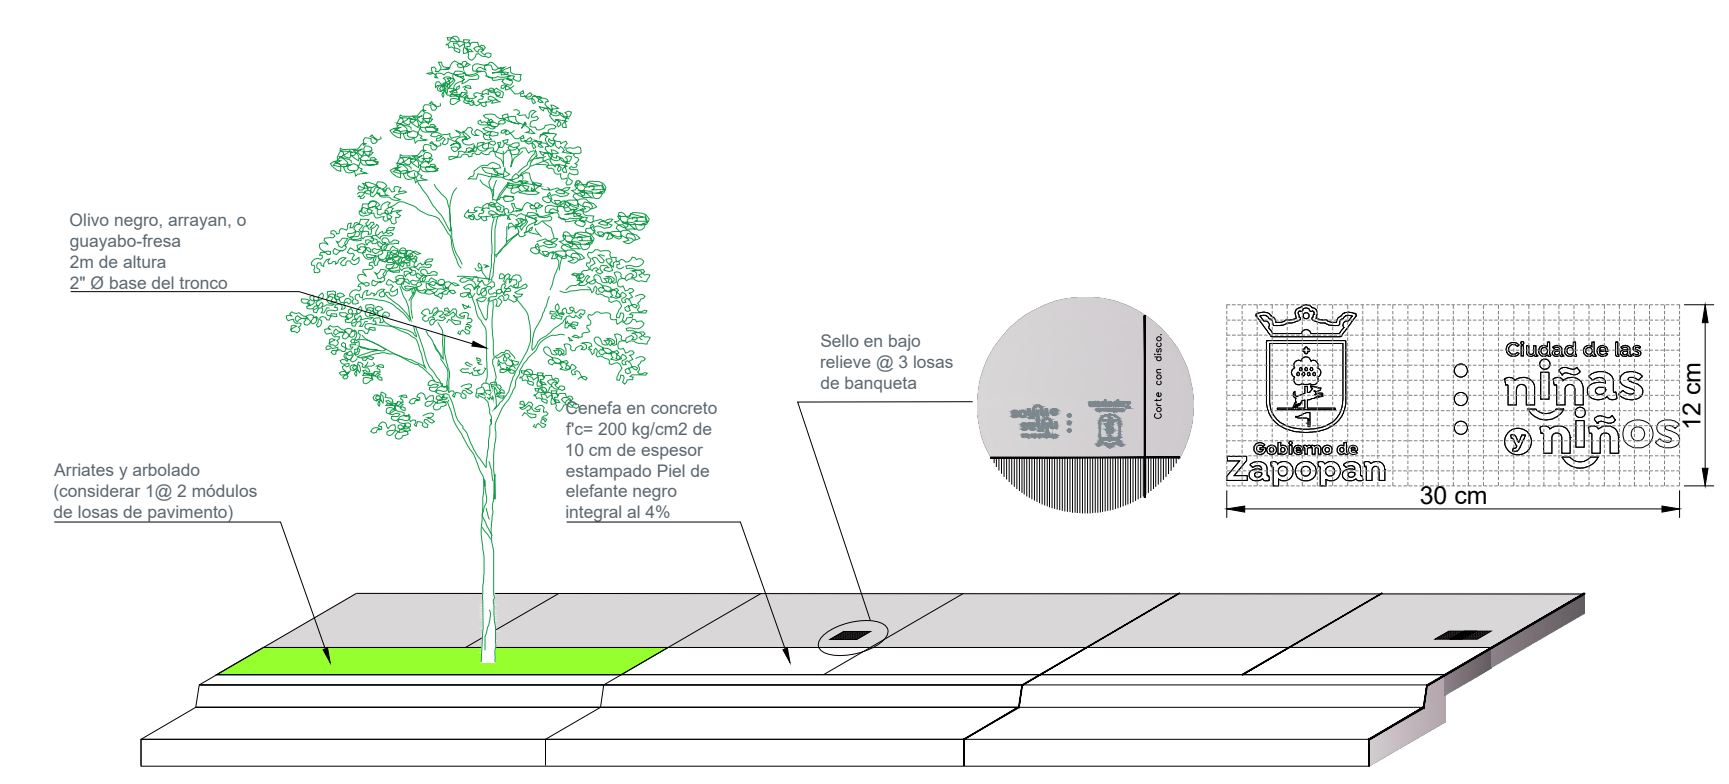 Olivo negro, arrayan, o
guayabo-fresa
2m de altura
2" Ø base del tronco
Arriates y arbolado
(considerar 1@ 2 módulos
de losas de pavimento)
Cenefa en concreto
f'c= 200 kg/cm2 de
10 cm de espesor
estampado Piel de
elefante negro
integral al 4%
Sello en bajo
relieve @ 3 losas
de banqueta
Corte con disco.
Gobierno de
Zapopan
Ciudad de las
niñas
y niños
12 cm
30 cm